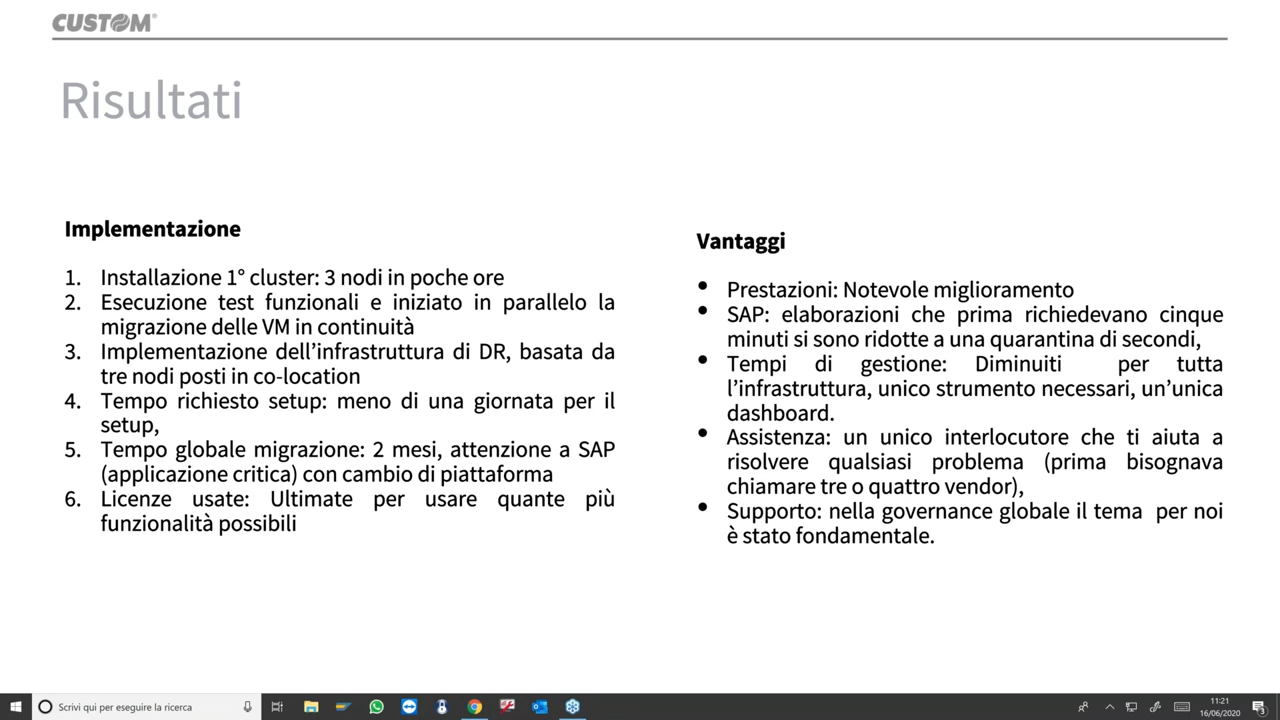 CUSTOM®
Risultati
Implementazione
1. Installazione 1° cluster: 3 nodi in poche ore
2. Esecuzione test funzionali e iniziato in parallelo la
migrazione delle VM in continuità
3. Implementazione dell’infrastruttura di DR, basata da
tre nodi posti in co-location
4. Tempo richiesto setup: meno di una giornata per il
setup,
5. Tempo globale migrazione: 2 mesi, attenzione a SAP
(applicazione critica) con cambio di piattaforma
6. Licenze usate: Ultimate per usare quante più
funzionalità possibili
Vantaggi
• Prestazioni: Notevole miglioramento
• SAP: elaborazioni che prima richiedevano cinque
minuti si sono ridotte a una quarantina di secondi,
• Tempi di gestione: Diminuiti per tutta
l’infrastruttura, unico strumento necessari, un’unica
dashboard.
• Assistenza: un unico interlocutore che ti aiuta a
risolvere qualsiasi problema (prima bisognava
chiamare tre o quattro vendor),
• Supporto: nella governance globale il tema per noi
è stato fondamentale.
Scrivi qui per eseguire la ricerca
11:21
16/06/2020
3